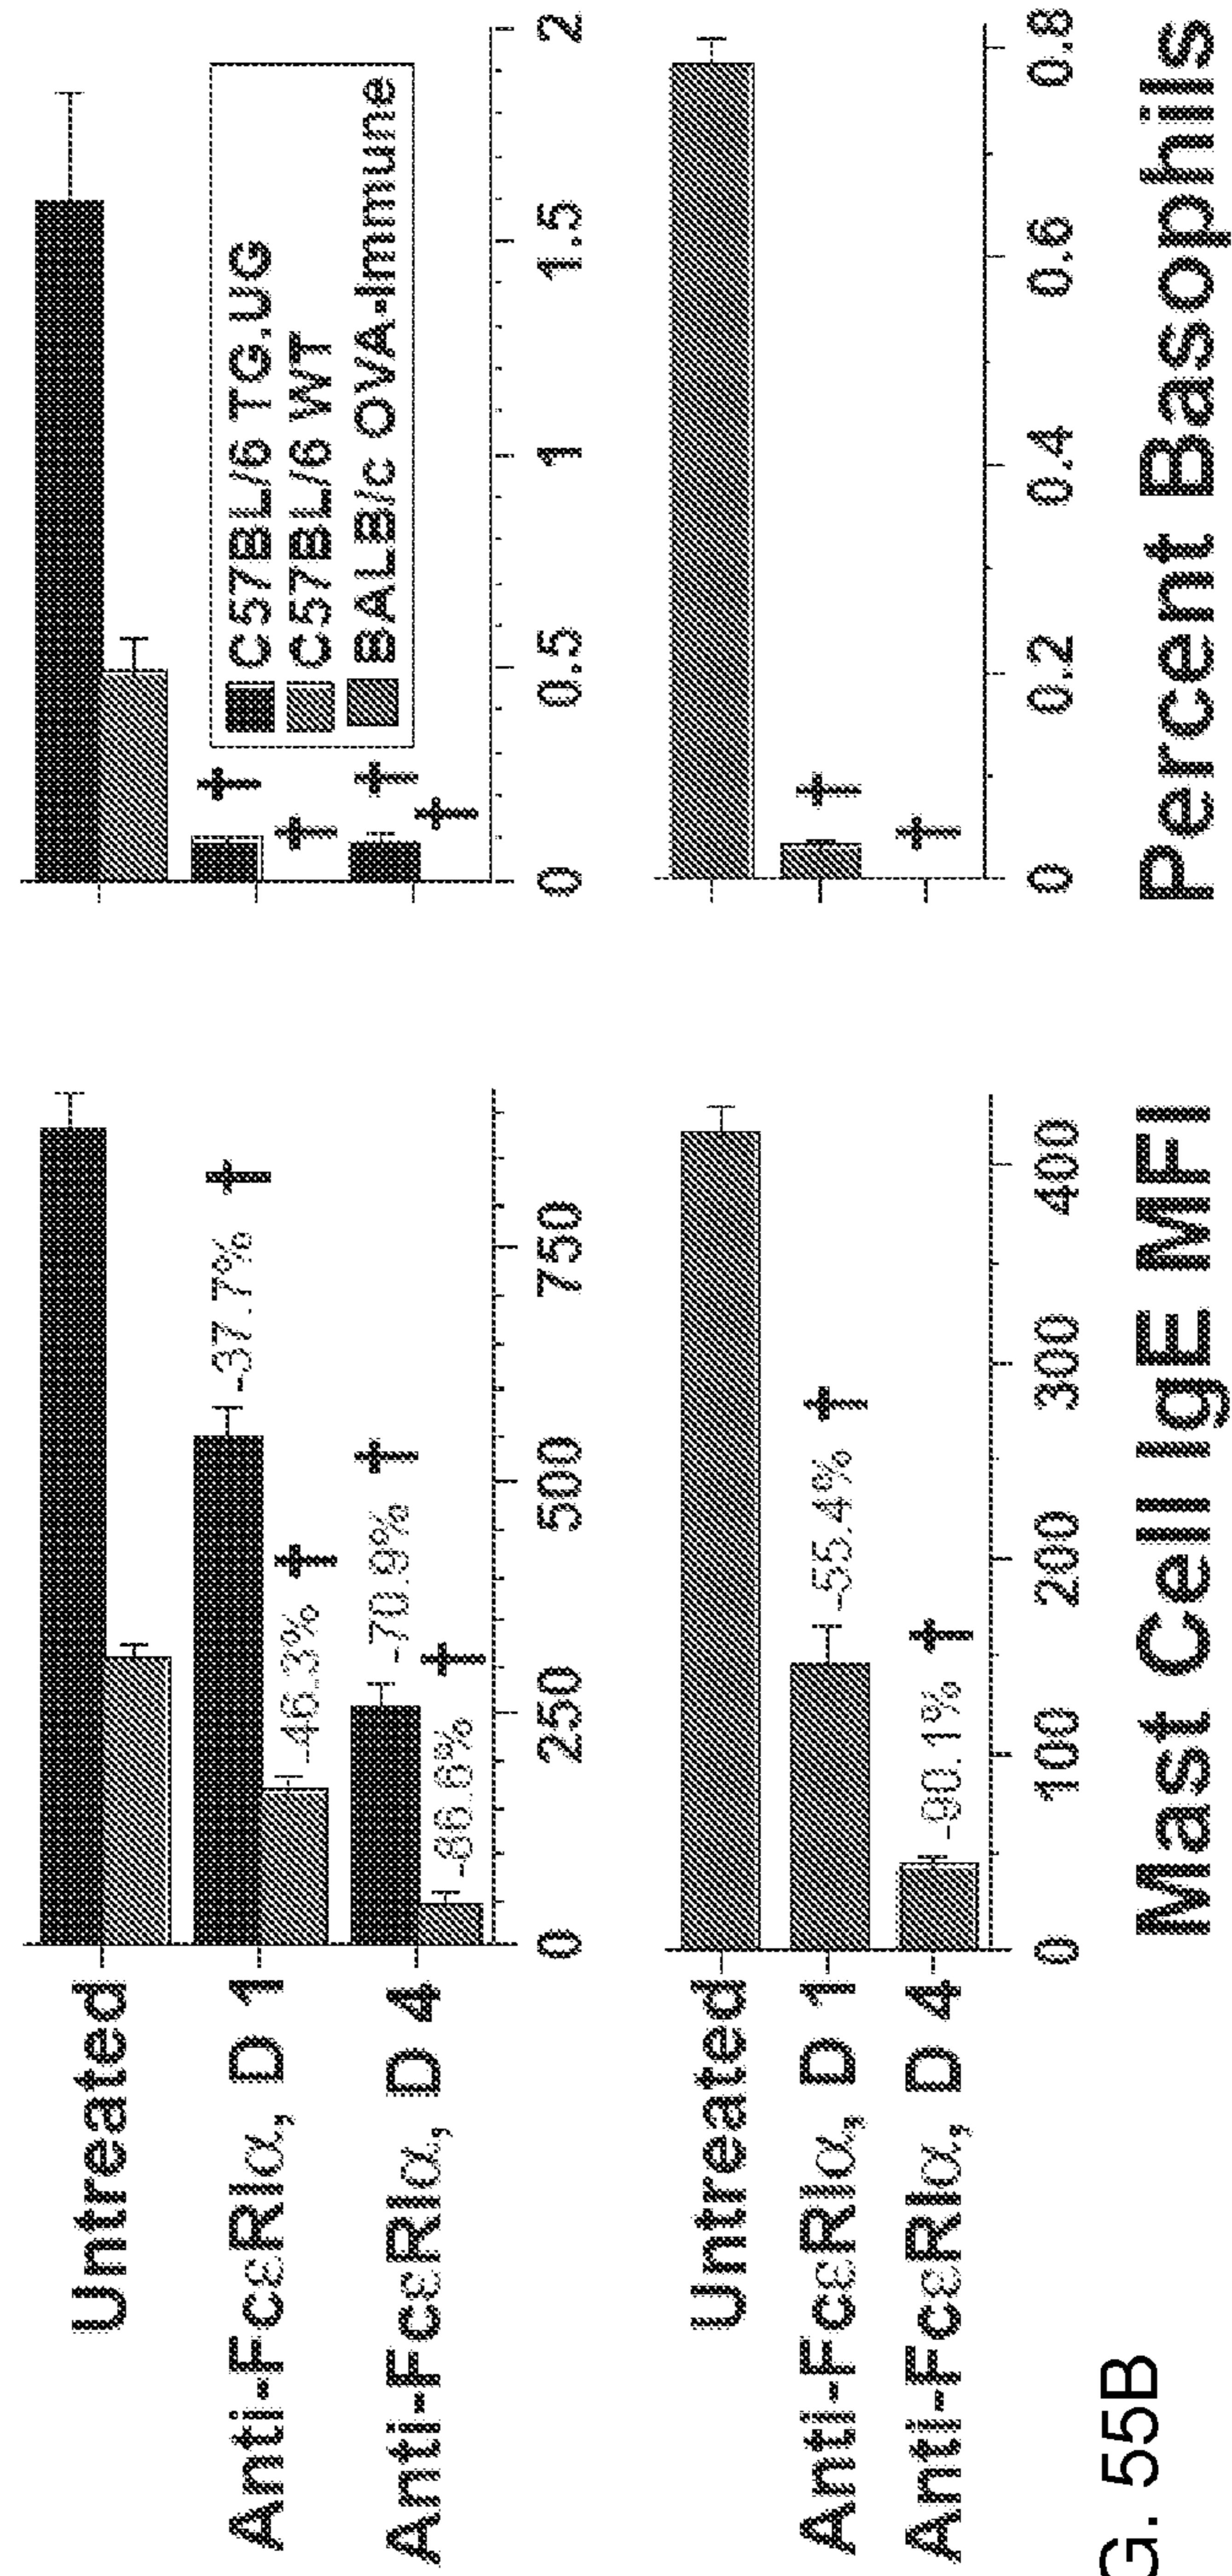 Untreated
Anti-FcεRIα, D 1
Anti-FcεRIα, D 4
-37.7% †
-46.3% †
-70.9% †
-86.6% †
0 250 500 750
†
†
†
†
C57BL/6 TG.UG
C57BL/6 WT
BALB/c OVA-Immune
0 0.5 1 1.5 2
Untreated
Anti-FcεRIα, D 1
Anti-FcεRIα, D 4
-55.4% †
-90.1% †
0 100 200 300 400
Mast Cell IgE MFI
†
†
0 0.2 0.4 0.6 0.8
Percent Basophils
G. 55B